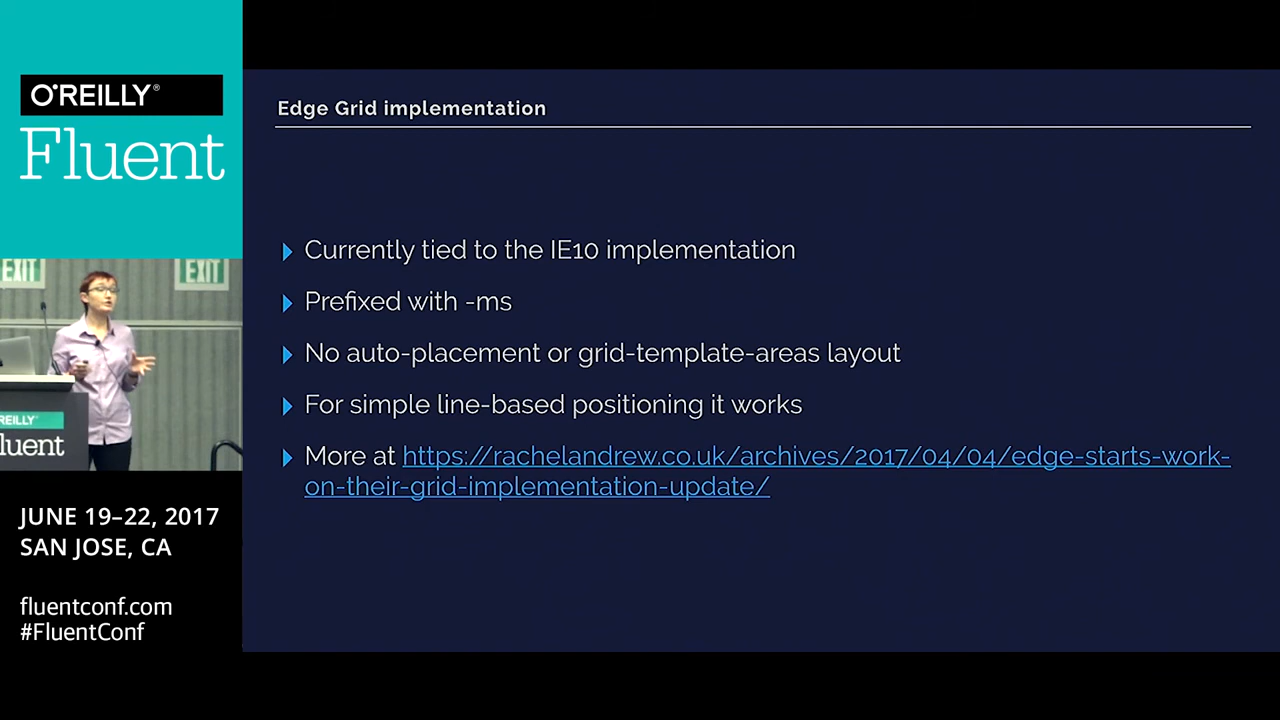 O'REILLY®
Fluent
EXIT
EXIT
O'REILLY
Fluent
JUNE 19–22, 2017
SAN JOSE, CA
fluentconf.com
#FluentConf
Edge Grid implementation
Currently tied to the IE10 implementation
Prefixed with -ms
No auto-placement or grid-template-areas layout
For simple line-based positioning it works
More at https://rachelandrew.co.uk/archives/2017/04/04/edge-starts-work-
on-their-grid-implementation-update/